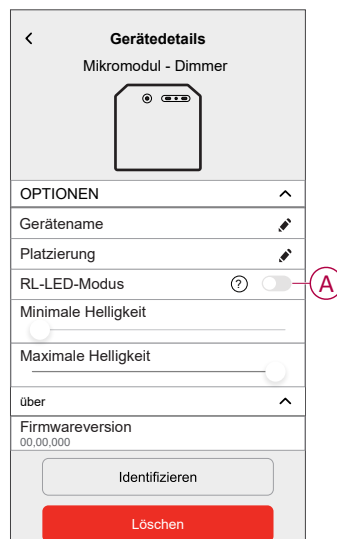 Gerätedetails
Mikromodul - Dimmer
OPTIONEN
Gerätename
Platzierung
RL-LED-Modus ?
A
Minimale Helligkeit
Maximale Helligkeit
über
Firmwareversion
00,00,000
Identifizieren
Löschen